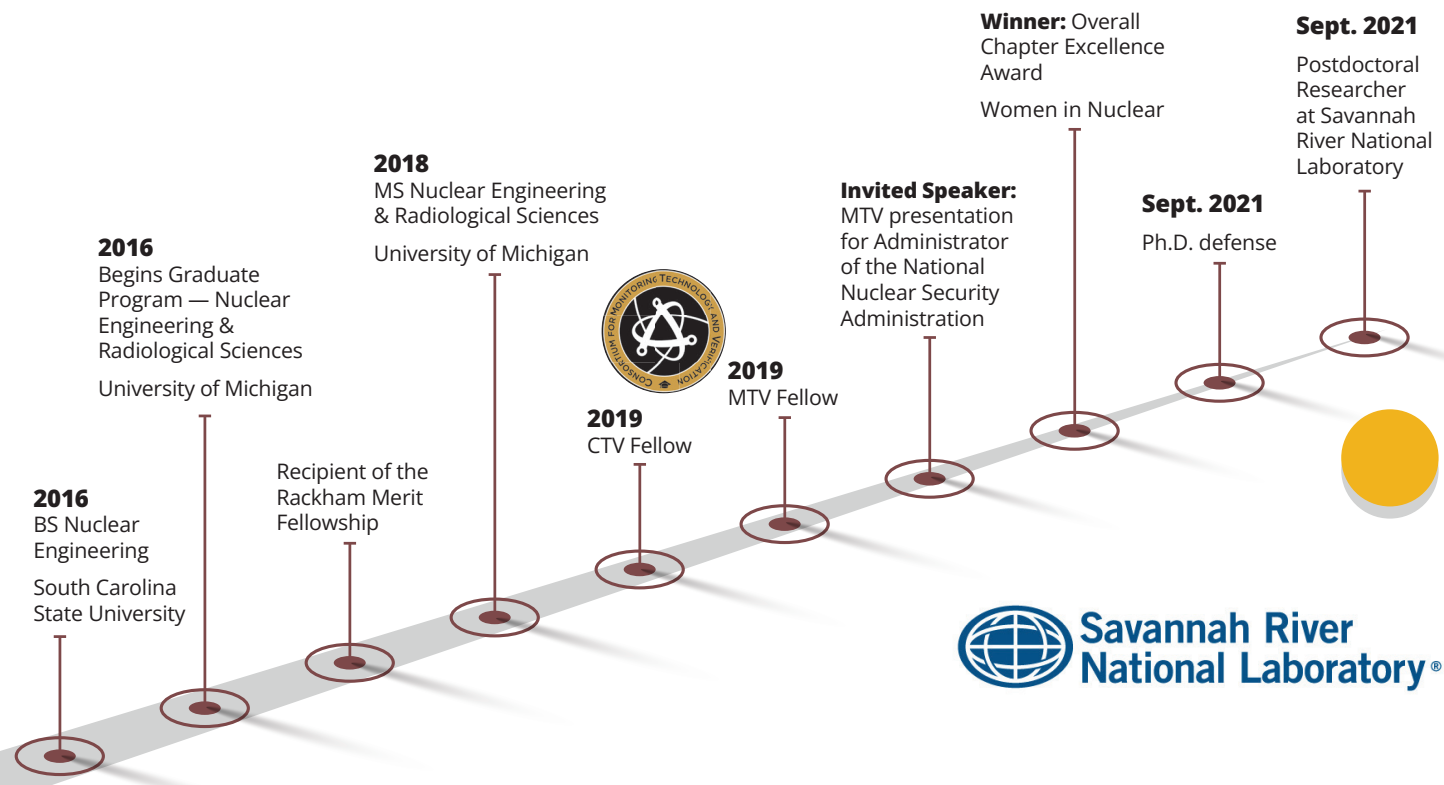 2016
BS Nuclear
Engineering
South Carolina
State University
2016
Begins Graduate
Program — Nuclear
Engineering &
Radiological Sciences
University of Michigan
Recipient of the
Rackham Merit
Fellowship
2018
MS Nuclear Engineering
& Radiological Sciences
University of Michigan
CONSORTIUM FOR MONITORING TECHNOLOGY AND VERIFICATION
2019
CTV Fellow
2019
MTV Fellow
Invited Speaker:
MTV presentation
for Administrator
of the National
Nuclear Security
Administration
Winner: Overall
Chapter Excellence
Award
Women in Nuclear
Sept. 2021
Ph.D. defense
Sept. 2021
Postdoctoral
Researcher
at Savannah
River National
Laboratory
Savannah River
National Laboratory®